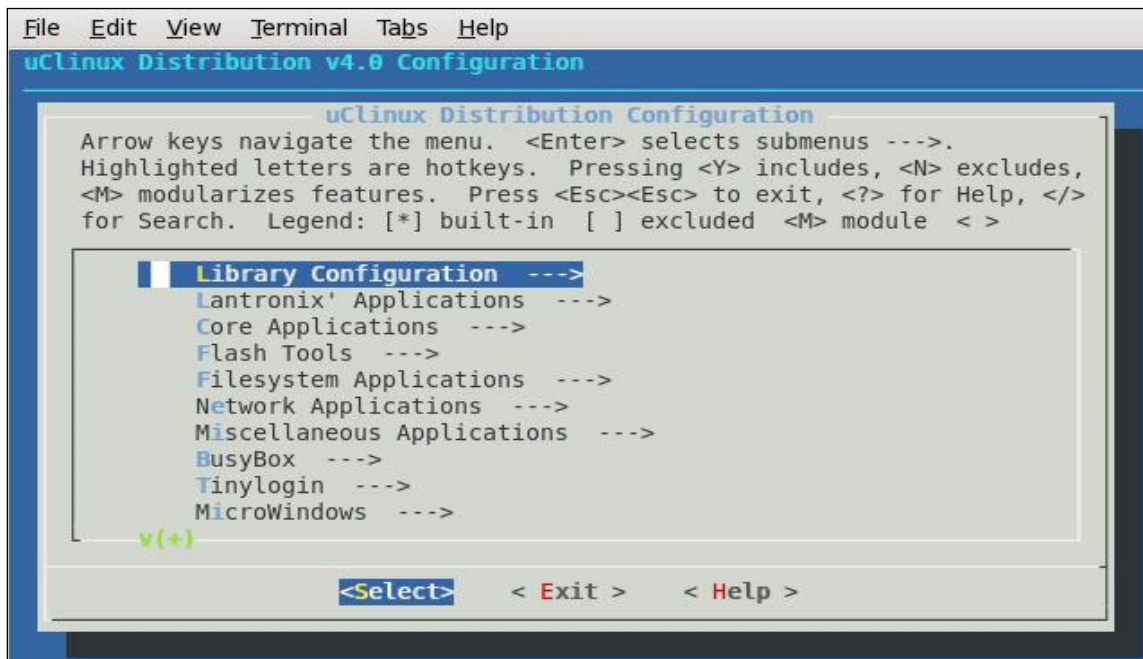 File Edit View Terminal Tabs Help
uClinux Distribution v4.0 Configuration
uClinux Distribution Configuration
Arrow keys navigate the menu. <Enter> selects submenus --->.
Highlighted letters are hotkeys. Pressing <Y> includes, <N> excludes,
<M> modularizes features. Press <Esc><Esc> to exit, <?> for Help, </>
for Search. Legend: [*] built-in [ ] excluded <M> module < >
Library Configuration --->
Lantronix' Applications --->
Core Applications --->
Flash Tools --->
Filesystem Applications --->
Network Applications --->
Miscellaneous Applications --->
BusyBox --->
Tinylogin --->
MicroWindows --->
v(+)
<Select> < Exit > < Help >